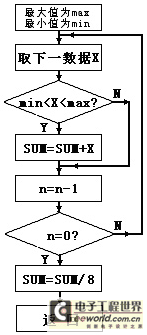 最大值为max
最小值为min
取下一数据X
min<X<max?
N
Y
SUM=SUM+X
n=n-1
n=0?
N
Y
SUM=SUM/8
电子工程世界
eeworld.com.cn